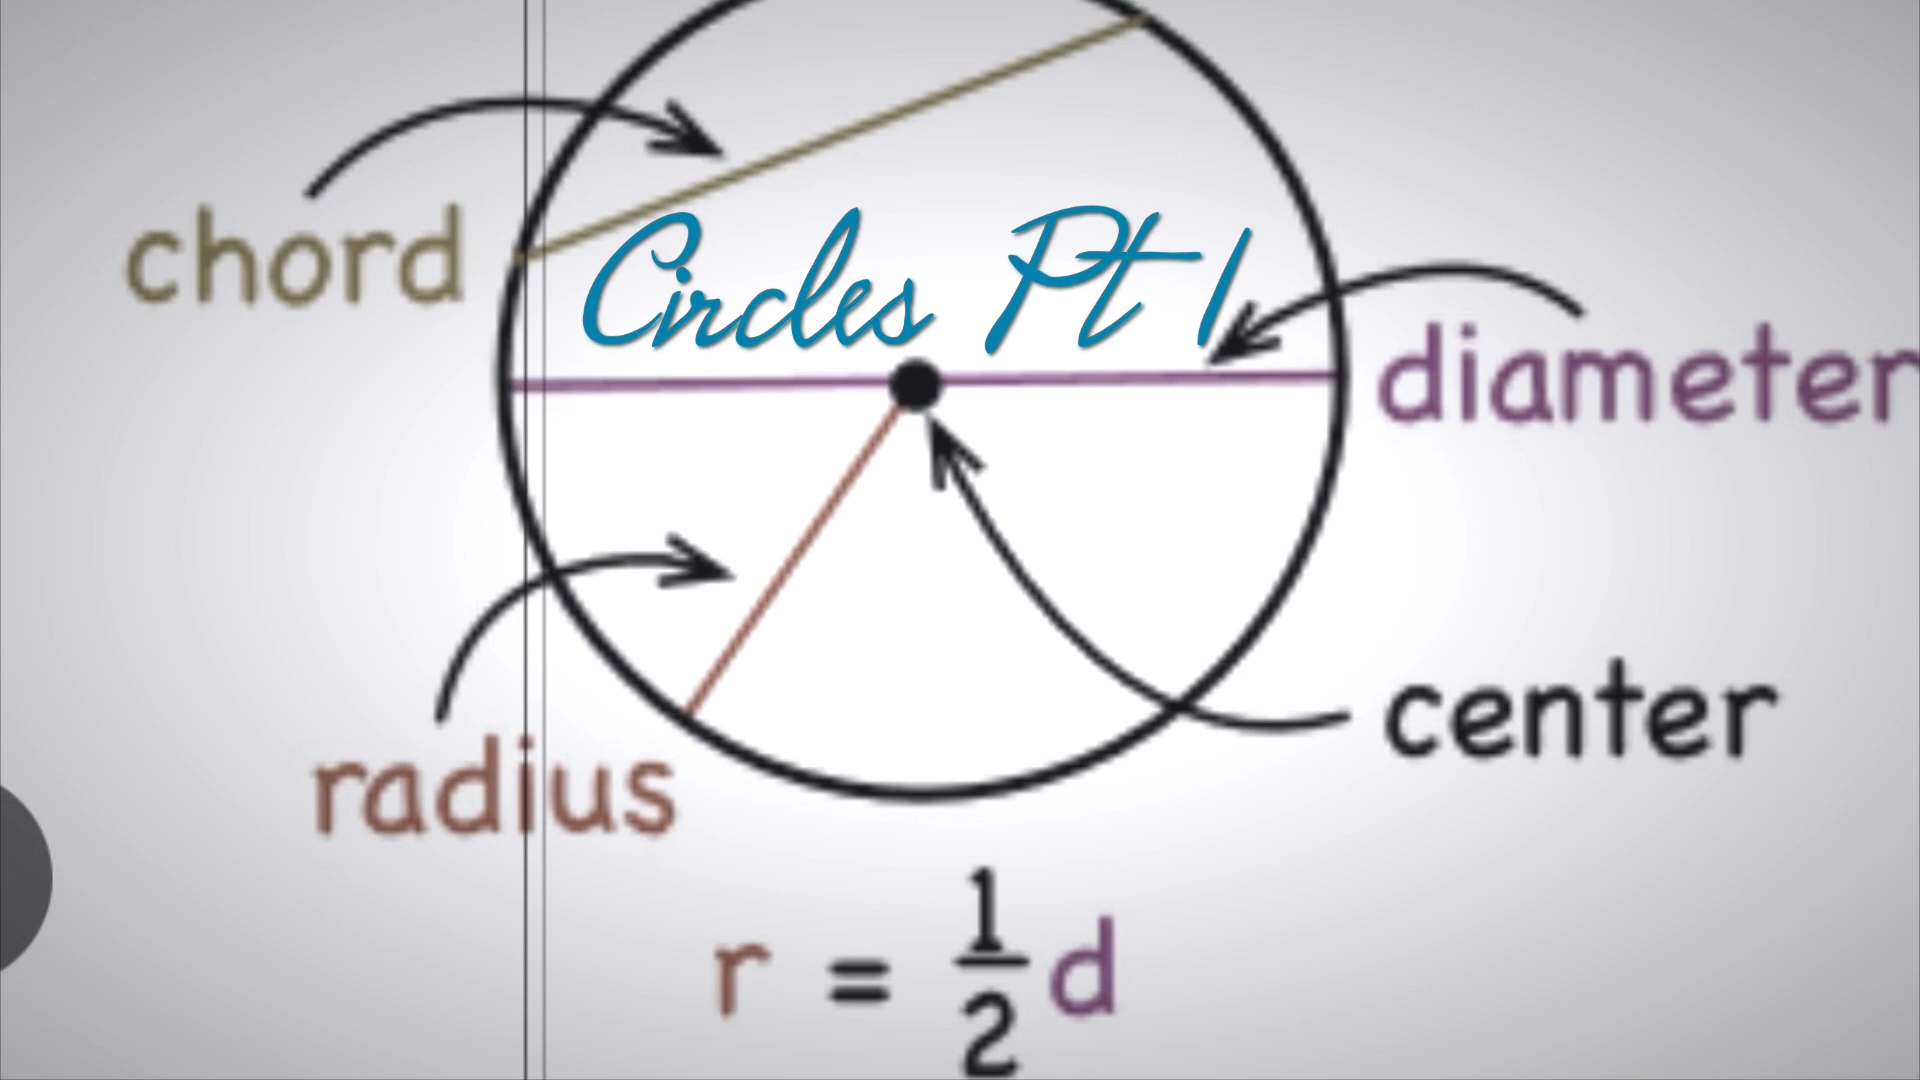 chord
Circles Pt 1
diameter
center
radius
r = 1/2 d